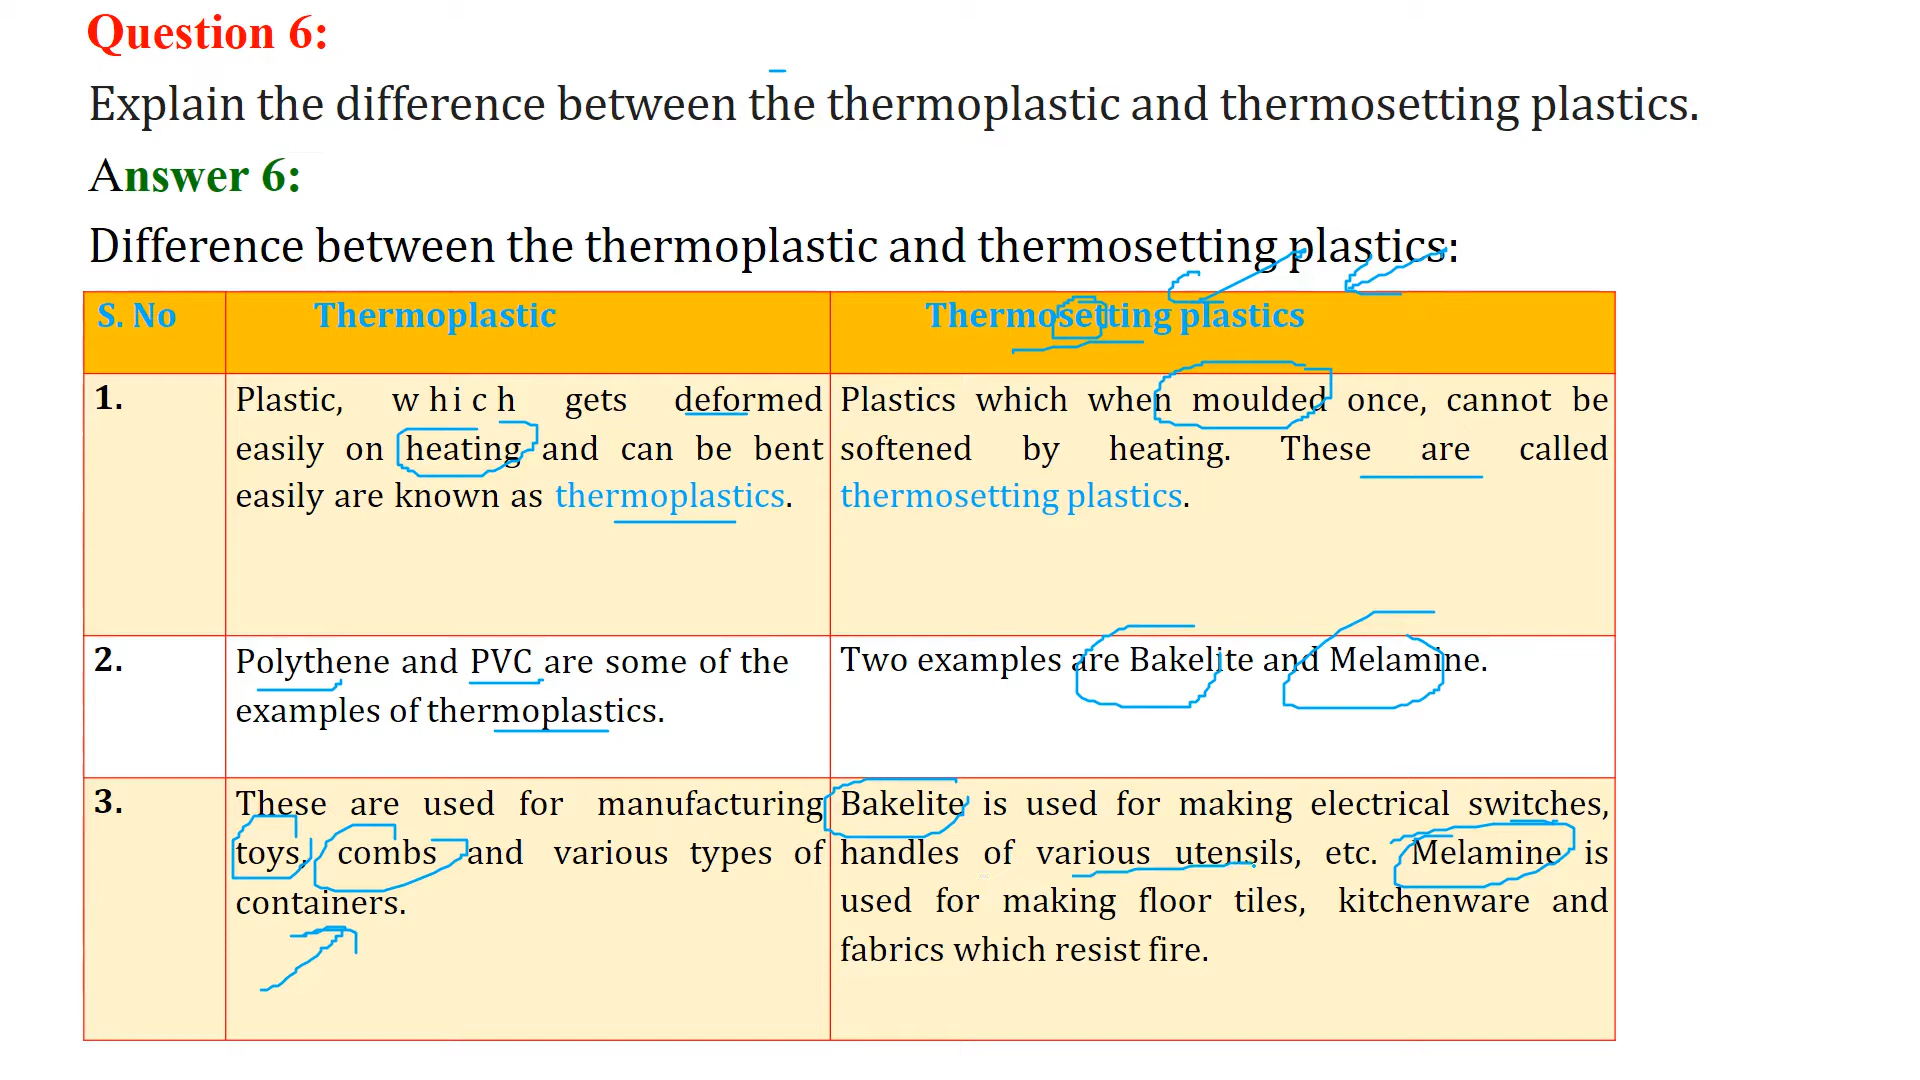 Question 6:
Explain the difference between the thermoplastic and thermosetting plastics.
Answer 6:
Difference between the thermoplastic and thermosetting plastics:
S. No Thermoplastic Thermosetting plastics
1.
Plastic, which gets deformed
easily on heating and can be bent
easily are known as thermoplastics.
Plastics which when moulded once, cannot be
softened by heating. These are called
thermosetting plastics.
2.
Polythene and PVC are some of the
examples of thermoplastics.
Two examples are Bakelite and Melamine.
3.
These are used for manufacturing
toys, combs and various types of
containers.
Bakelite is used for making electrical switches,
handles of various utensils, etc. Melamine is
used for making floor tiles, kitchenware and
fabrics which resist fire.